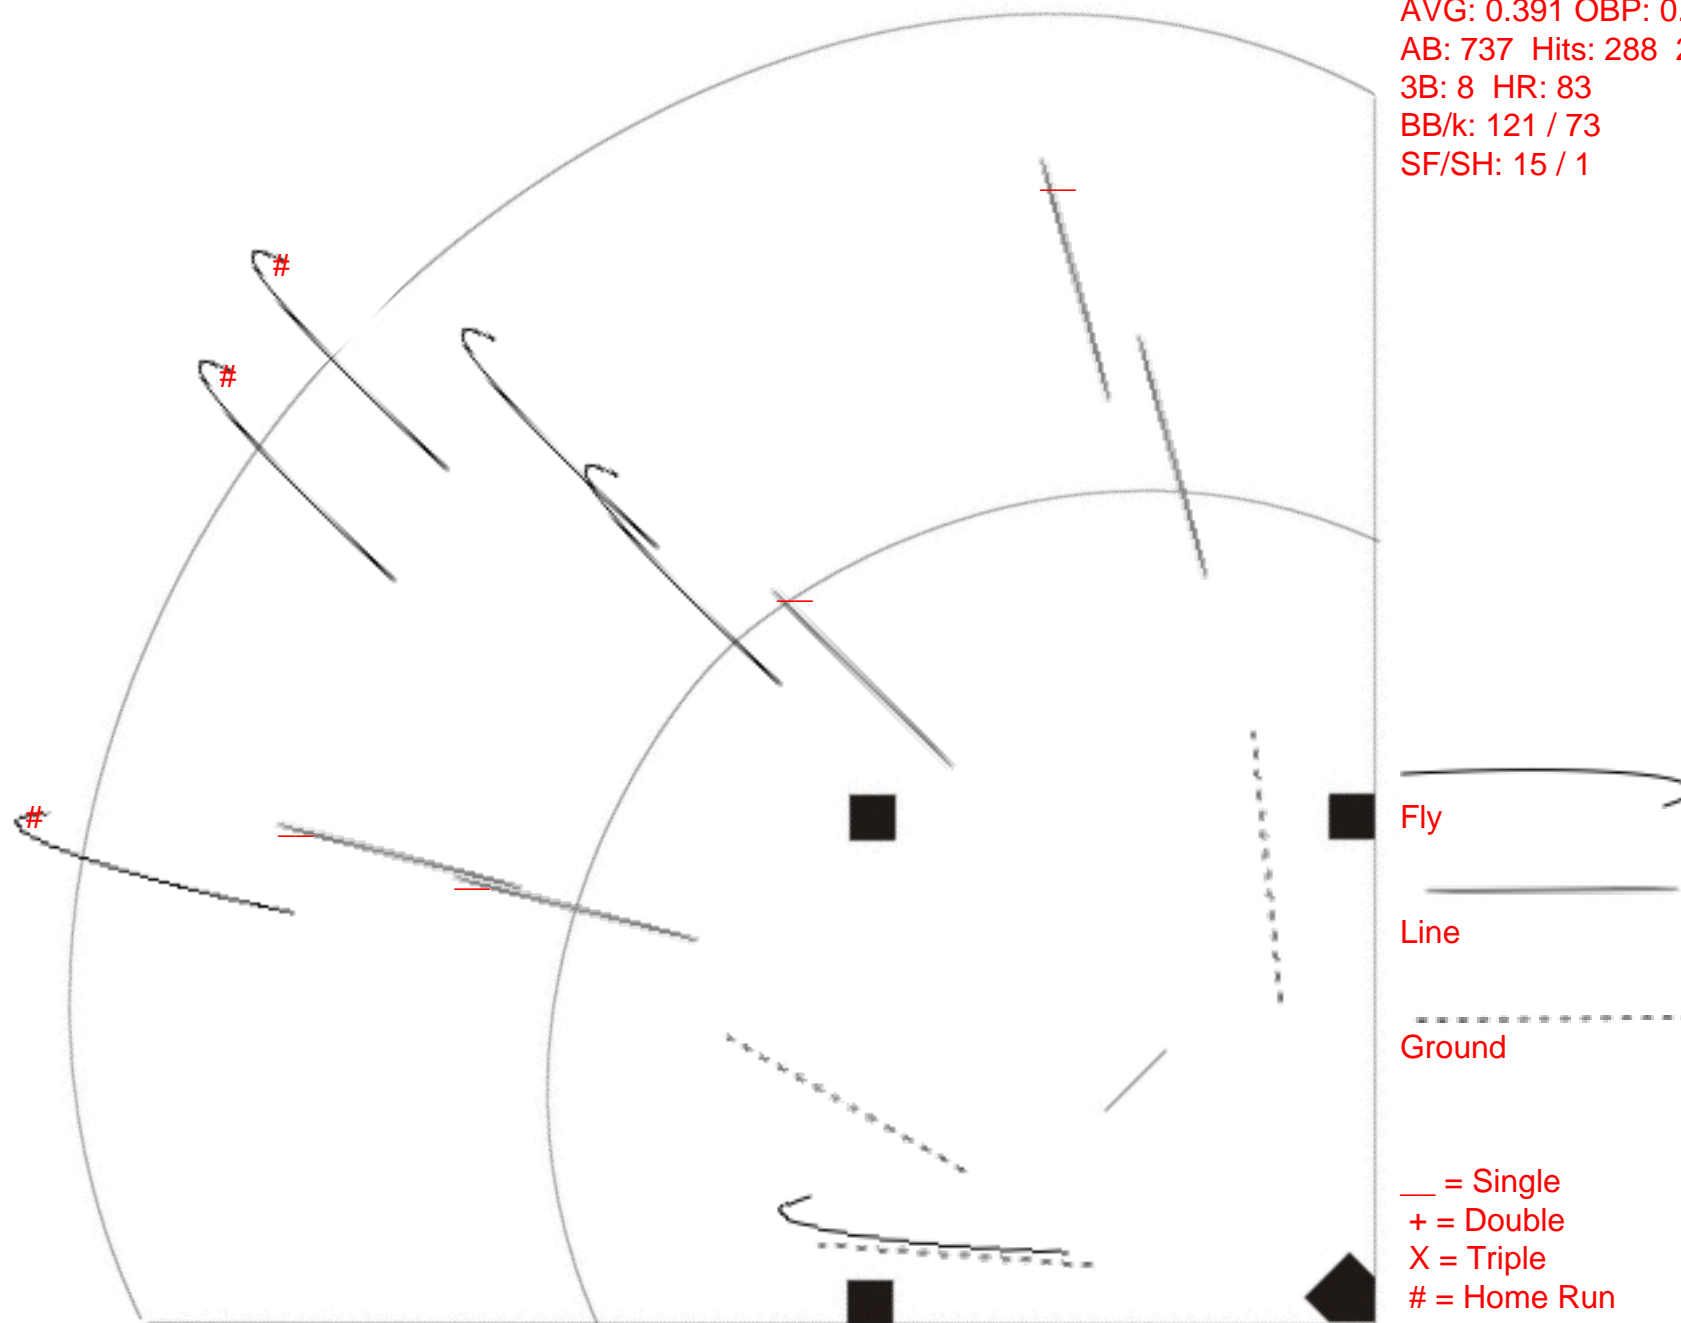 AVG: 0.391 OBP: 0.
AB: 737 Hits: 288
3B: 8 HR: 83
BB/k: 121 / 73
SF/SH: 15 / 1
#
#
#
Fly
Line
Ground
__ = Single
+ = Double
X = Triple
# = Home Run